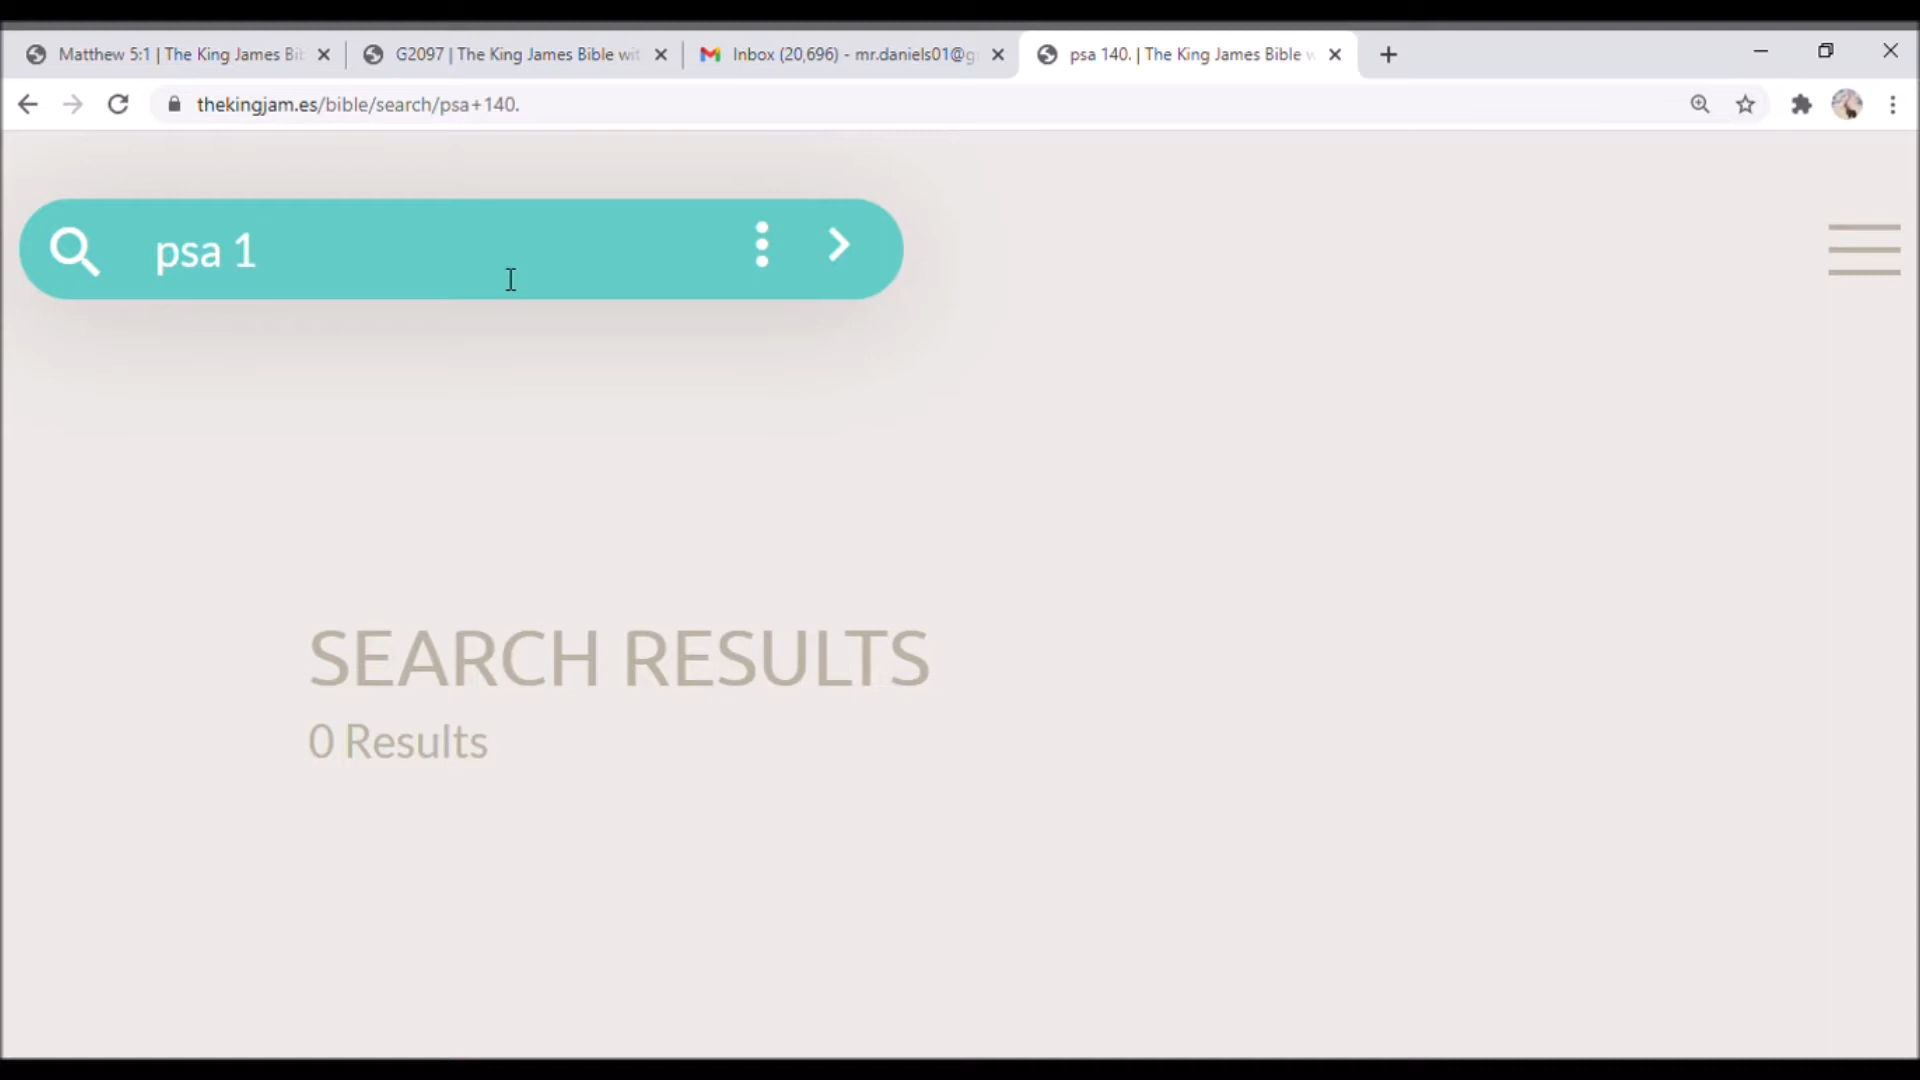 Matthew 5:1 | The King James Bi
G2097 | The King James Bible wit
Inbox (20,696) - mr.daniels01@g
psa 140. | The King James Bible w
thekingjam.es/bible/search/psa+140.
psa 1
SEARCH RESULTS
0 Results